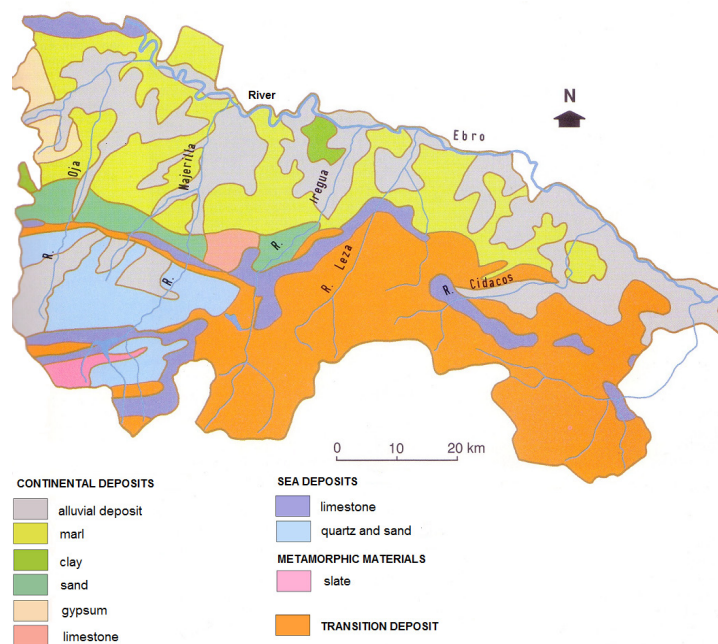 River
N
Ebro
Oja
Najerilla
Iregua
R.
R. Leza
R. Cidacos
R.
R.
0 10 20 km
CONTINENTAL DEPOSITS
alluvial deposit
marl
clay
sand
gypsum
limestone
SEA DEPOSITS
limestone
quartz and sand
METAMORPHIC MATERIALS
slate
TRANSITION DEPOSIT